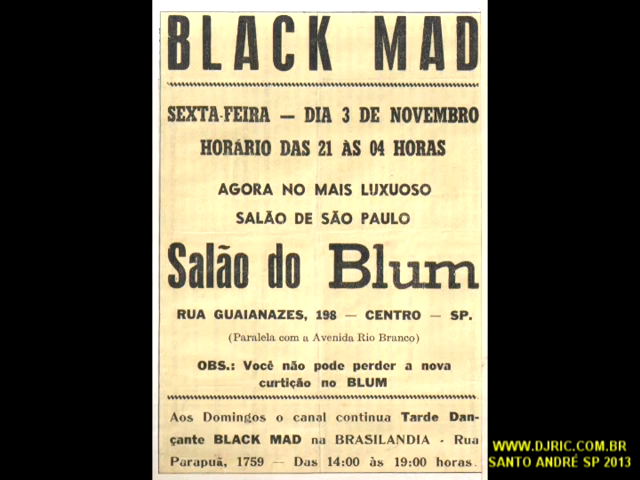 BLACK MAD
SEXTA-FEIRA — DIA 3 DE NOVEMBRO
HORÁRIO DAS 21 ÀS 04 HORAS
AGORA NO MAIS LUXUOSO
SALÃO DE SÃO PAULO
Salão do Blum
RUA GUAIANAZES, 198 — CENTRO — SP.
(Paralela com a Avenida Rio Branco)
OBS.: Você não pode perder a nova
curtição no BLUM
Aos Domingos o canal continua Tarde Dan-
çante BLACK MAD na BRASILANDIA - Rua
Parapuã, 1759 — Das 14:00 às 19:00 horas.
WWW.DJRIC.COM.BR
SANTO ANDRÉ SP 2013